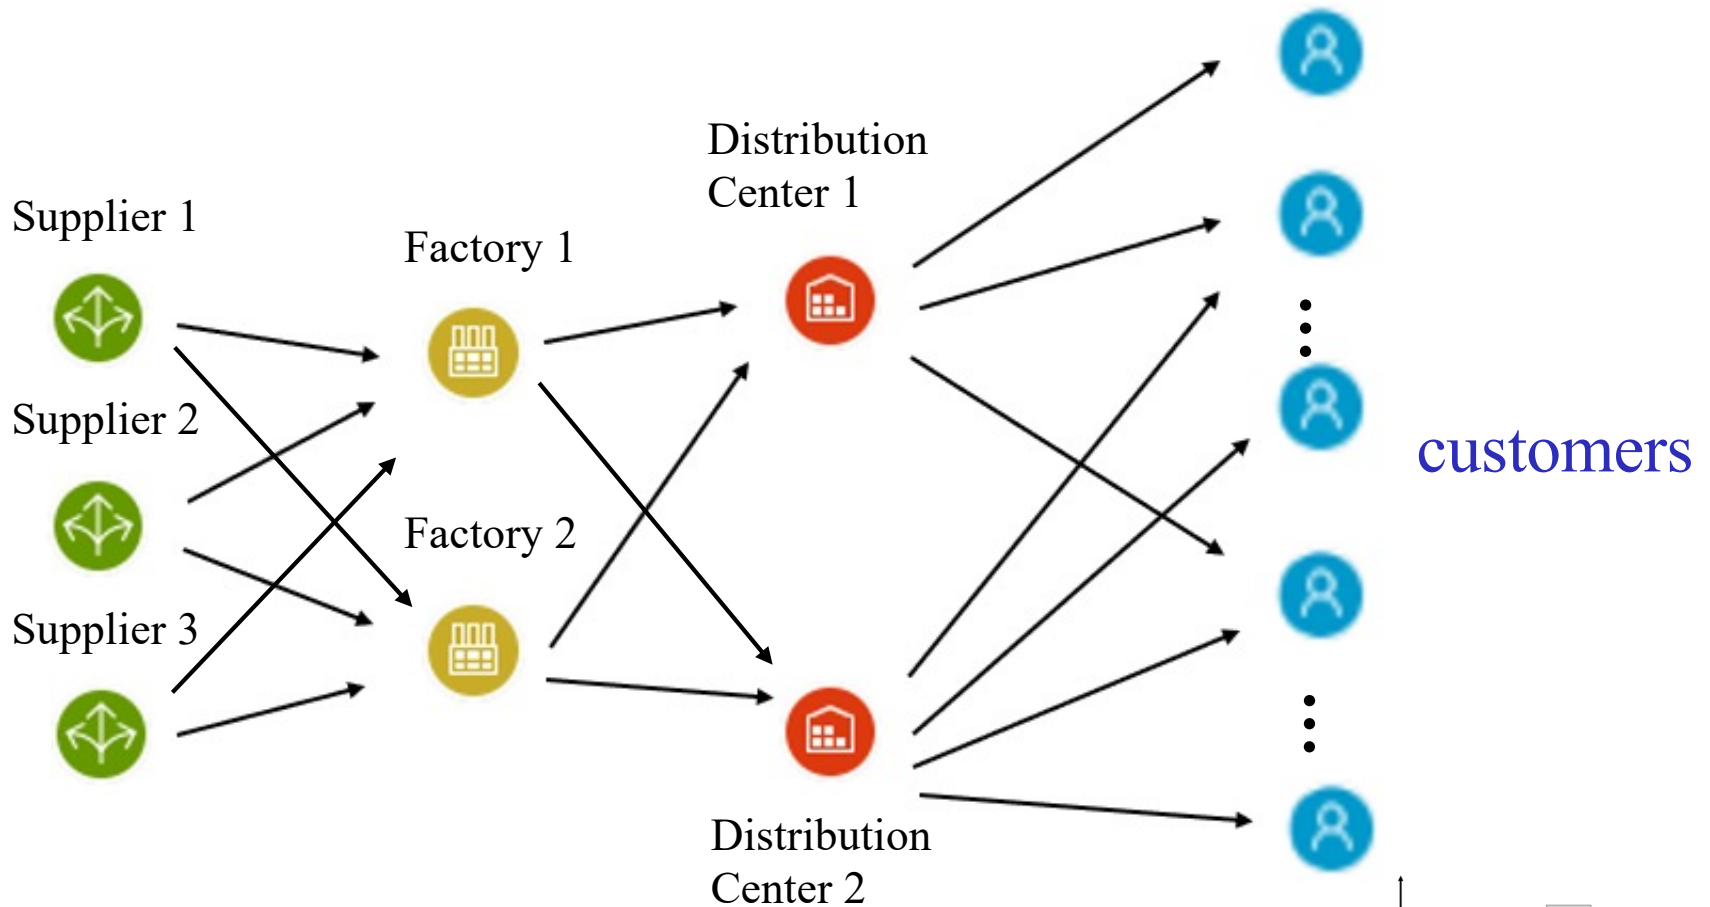 Supplier 1
Factory 1
Distribution
Center 1
Supplier 2
Factory 2
customers
Supplier 3
Distribution
Center 2